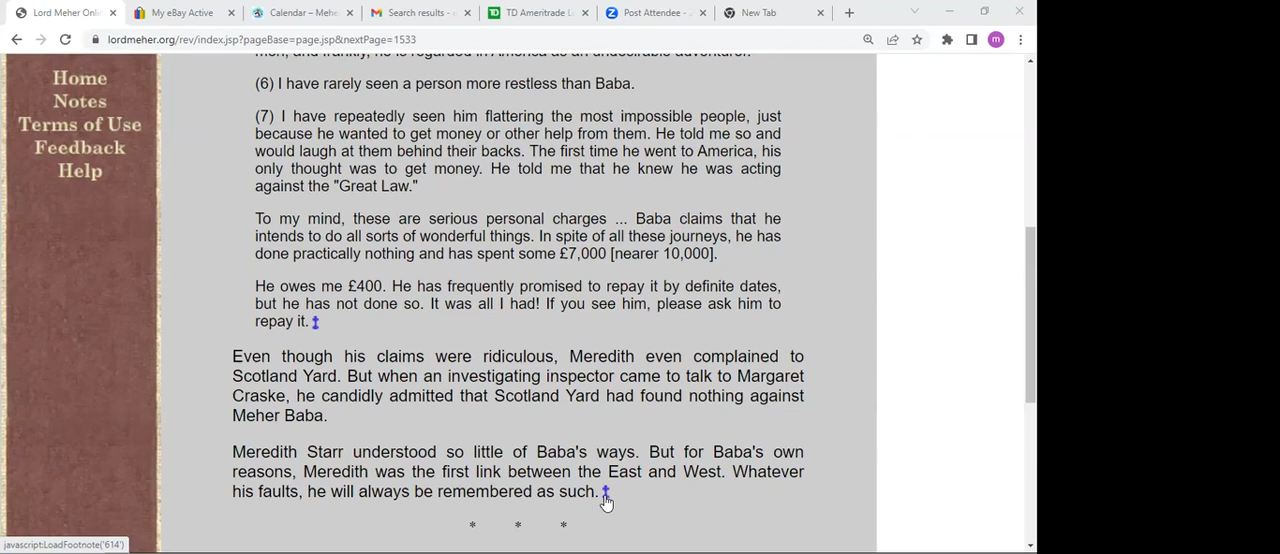 Lord Meher Onli
My eBay Active
Calendar – Mehe
Search results -
TD Ameritrade L
Post Attendee -
New Tab
lordmeher.org/rev/index.jsp?pageBase=page.jsp&nextPage=1533
m
Home
Notes
Terms of Use
Feedback
Help
men, and frankly, he is regarded in America as an undesirable adventurer.
(6) I have rarely seen a person more restless than Baba.
(7) I have repeatedly seen him flattering the most impossible people, just
because he wanted to get money or other help from them. He told me so and
would laugh at them behind their backs. The first time he went to America, his
only thought was to get money. He told me that he knew he was acting
against the "Great Law."
To my mind, these are serious personal charges ... Baba claims that he
intends to do all sorts of wonderful things. In spite of all these journeys, he has
done practically nothing and has spent some £7,000 [nearer 10,000].
He owes me £400. He has frequently promised to repay it by definite dates,
but he has not done so. It was all I had! If you see him, please ask him to
repay it. ‡
Even though his claims were ridiculous, Meredith even complained to
Scotland Yard. But when an investigating inspector came to talk to Margaret
Craske, he candidly admitted that Scotland Yard had found nothing against
Meher Baba.
Meredith Starr understood so little of Baba's ways. But for Baba's own
reasons, Meredith was the first link between the East and West. Whatever
his faults, he will always be remembered as such. †
* * *
javascript:LoadFootnote('614')